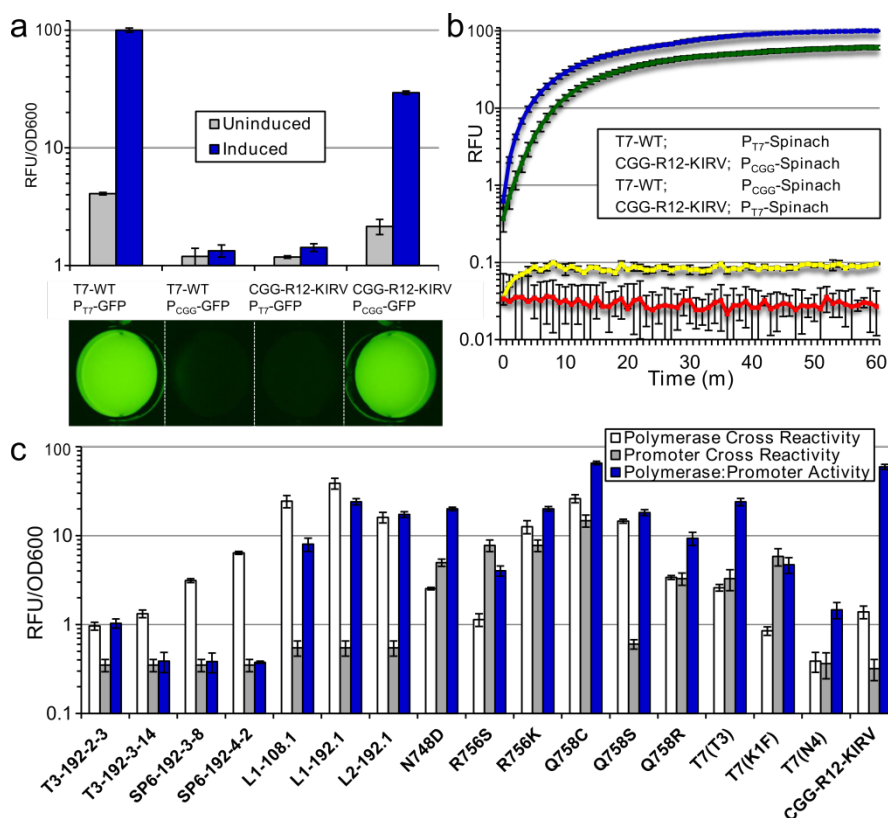 a
RFU/OD600
100
10
1
Uninduced
Induced
T7-WT
PT7-GFP
T7-WT
PCGG-GFP
CGG-R12-KIRV
PT7-GFP
CGG-R12-KIRV
PCGG-GFP
b
RFU
100
10
1
0.1
0.01
T7-WT; PT7-Spinach
CGG-R12-KIRV; PCGG-Spinach
T7-WT; PCGG-Spinach
CGG-R12-KIRV; PT7-Spinach
0 10 20 30 40 50 60
Time (m)
c
RFU/OD600
100
10
1
0.1
Polymerase Cross Reactivity
Promoter Cross Reactivity
Polymerase:Promoter Activity
T3-192-2-3
T3-192-3-14
SP6-192-3-8
SP6-192-4-2
L1-108.1
L1-192.1
L2-192.1
N748D
R756S
R756K
Q758C
Q758S
Q758R
T7(T3)
T7(K1F)
T7(N4)
CGG-R12-KIRV